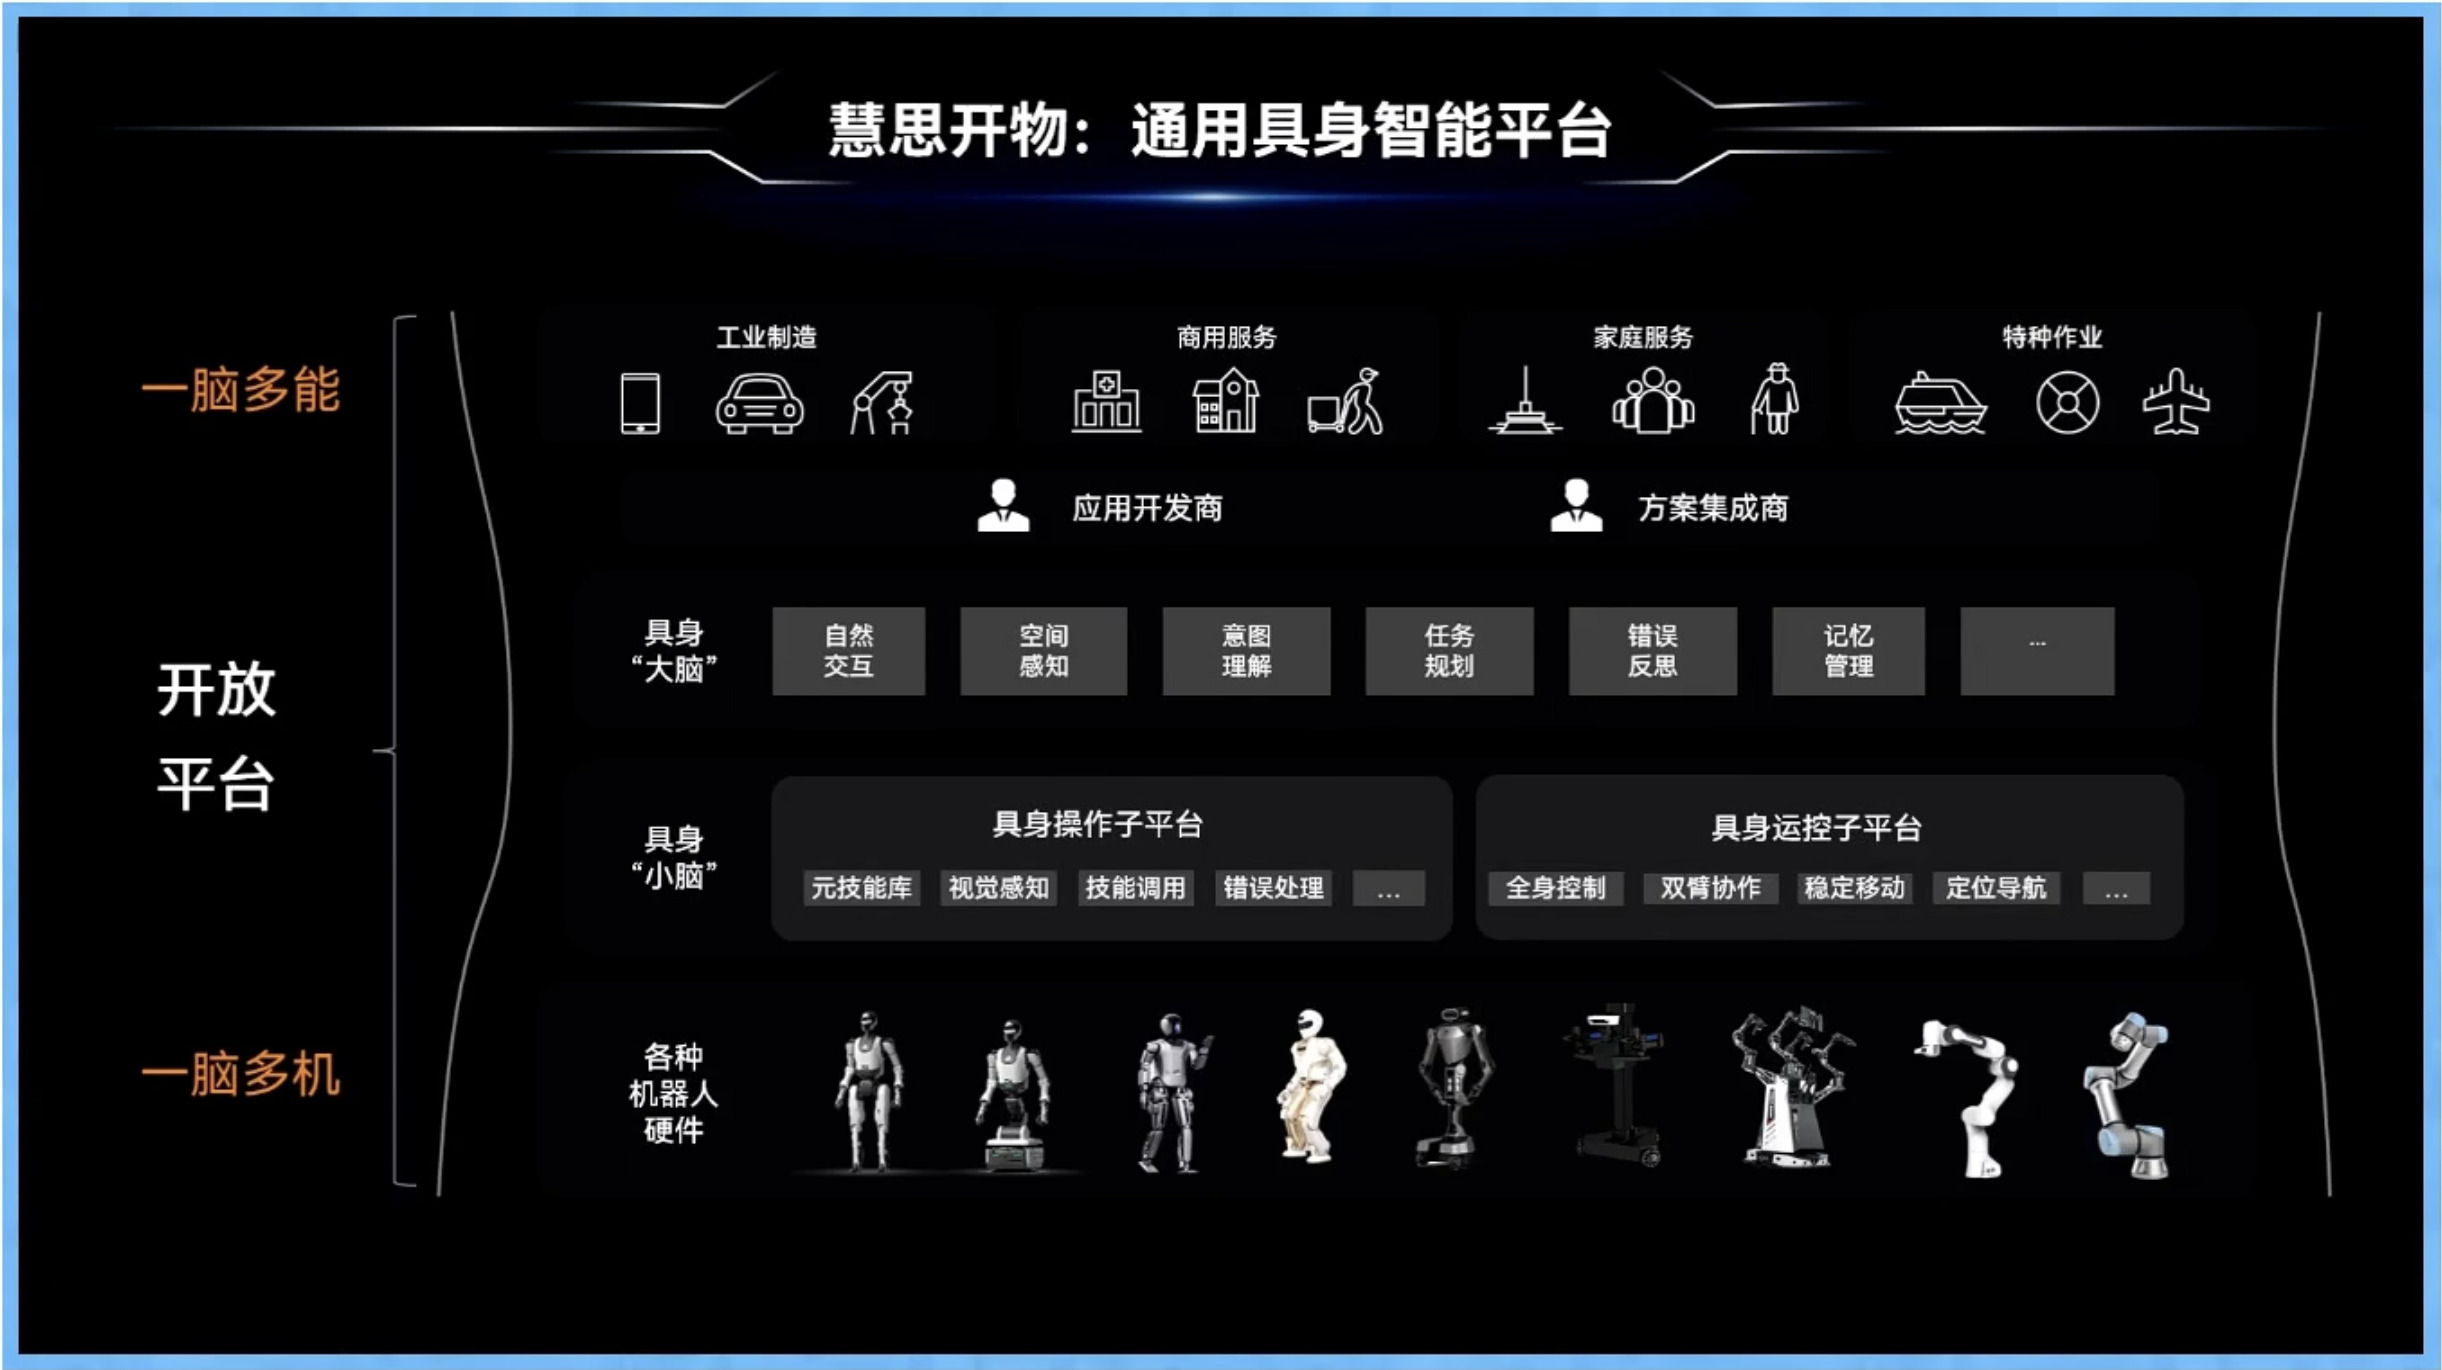 慧思开物：通用具身智能平台
一脑多能
工业制造
商用服务
家庭服务
特种作业
应用开发商
方案集成商
开放
平台
具身
“大脑”
自然
交互
空间
感知
意图
理解
任务
规划
错误
反思
记忆
管理
...
具身
“小脑”
具身操作子平台
元技能库
视觉感知
技能调用
错误处理
...
具身运控子平台
全身控制
双臂协作
稳定移动
定位导航
...
一脑多机
各种
机器人
硬件